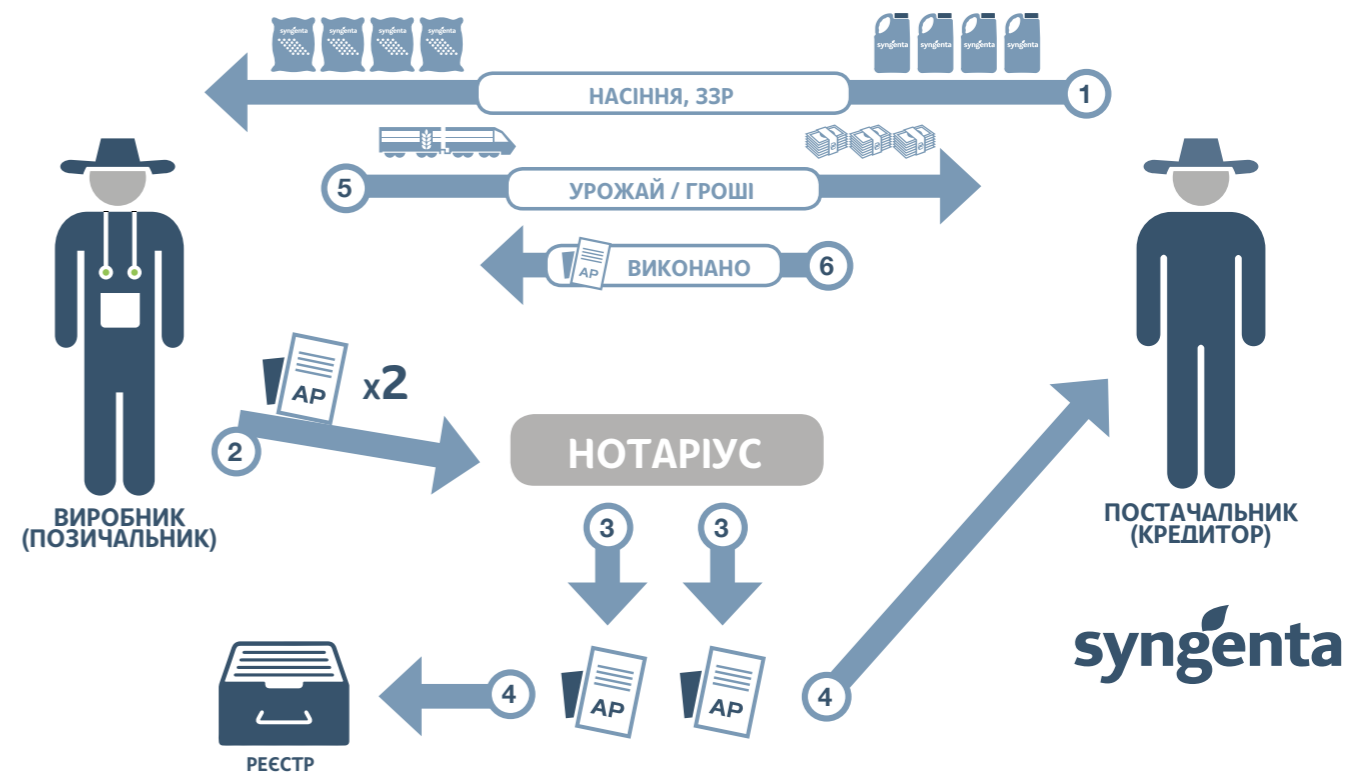 syngenta syngenta syngenta syngenta
syngenta syngenta syngenta syngenta
НАСІННЯ, ЗЗР
1
5
УРОЖАЙ / ГРОШІ
АР
ВИКОНАНО
6
АР
x2
2
НОТАРІУС
ВИРОБНИК
(ПОЗИЧАЛЬНИК)
ПОСТАЧАЛЬНИК
(КРЕДИТОР)
3
3
syngenta
4
АР
АР
4
РЕЄСТР